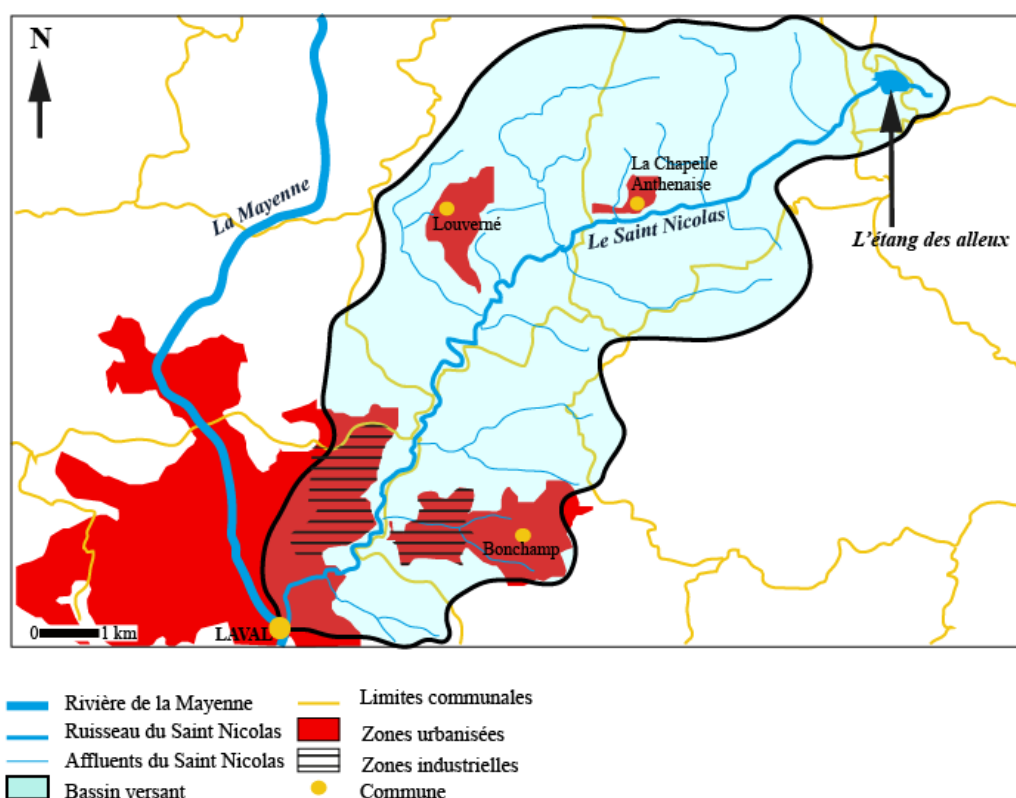 N
La Mayenne
La Chapelle
Anthenaise
Louverné
Le Saint Nicolas
L'étang des alleux
Bonchamp
0 1 km
LAVAL
Rivière de la Mayenne
Ruisseau du Saint Nicolas
Affluents du Saint Nicolas
Bassin versant
Limites communales
Zones urbanisées
Zones industrielles
Commune